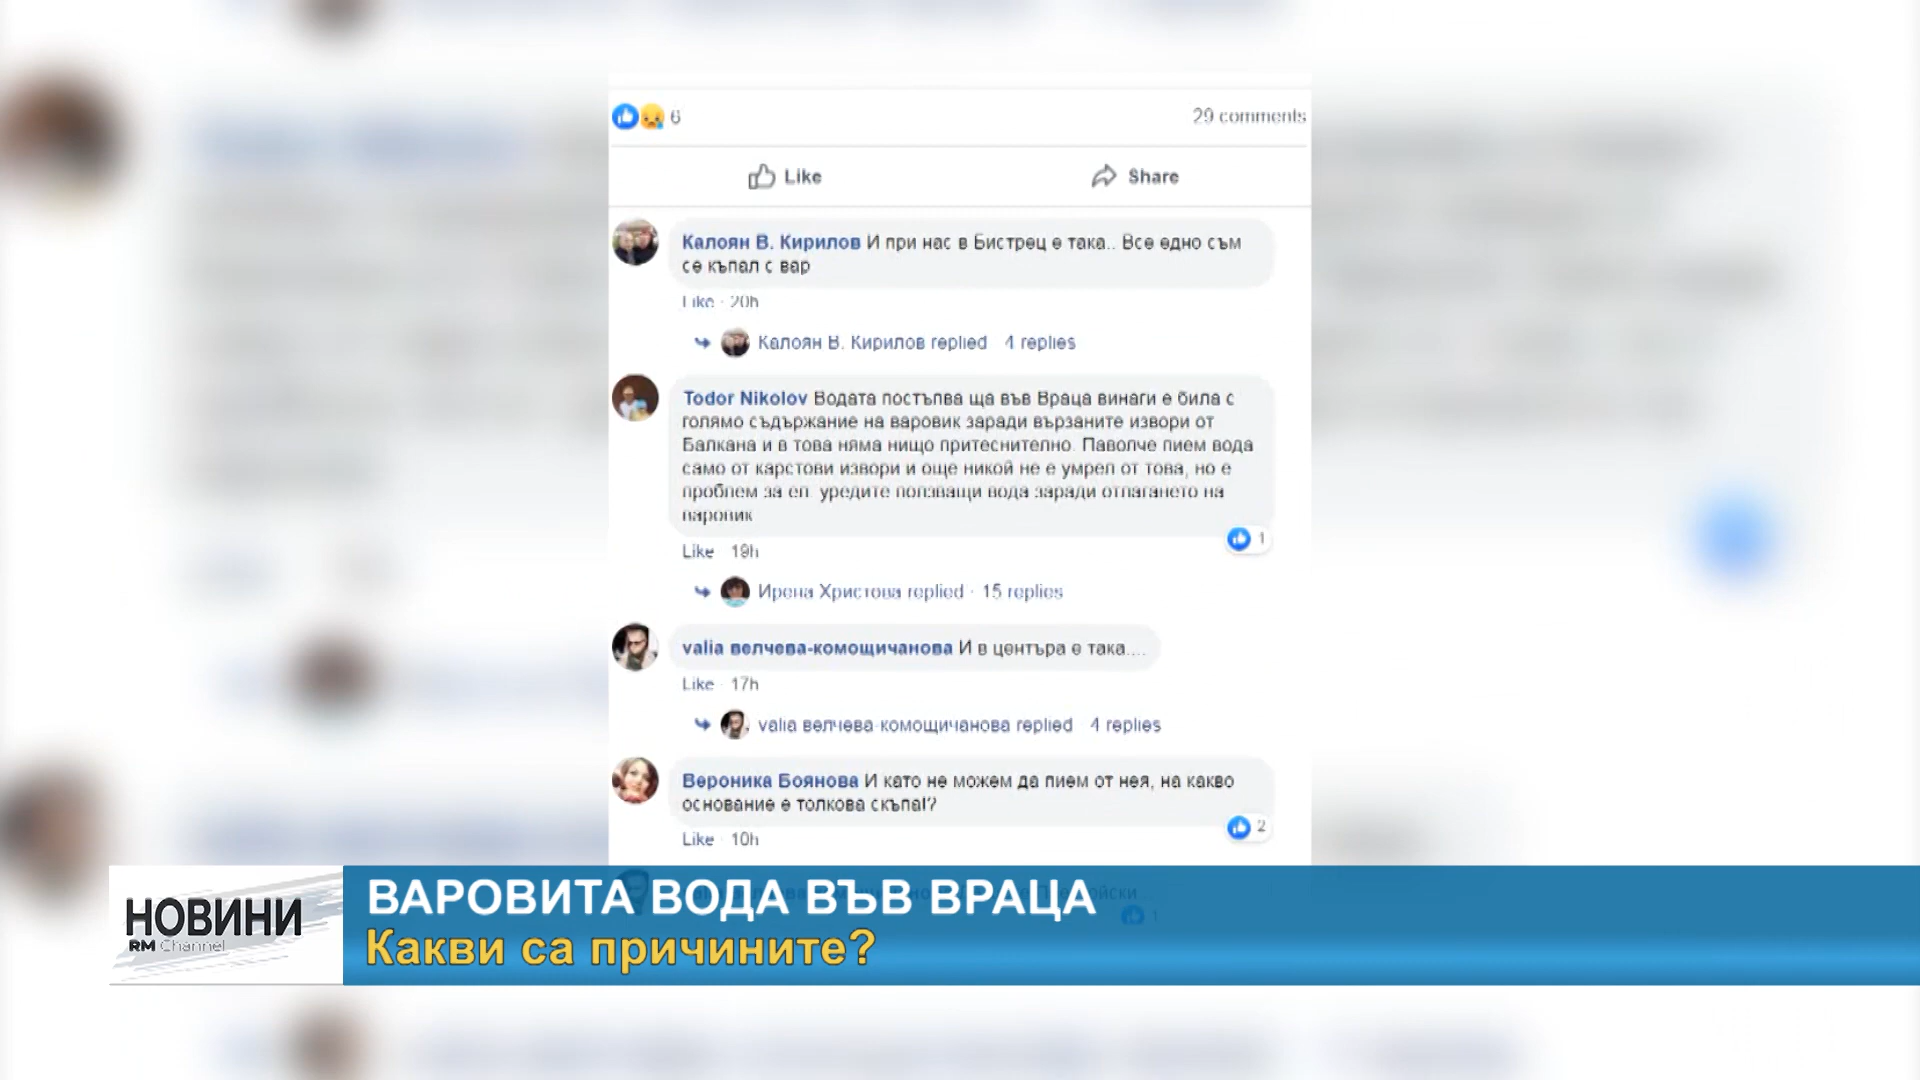 6
29 comments
Like
Share
Калоян В. Кирилов И при нас в Бистрец е така.. Все едно съм
се къпал с вар
Like · 20h
Калоян В. Кирилов replied · 4 replies
Todor Nikolov Водата постъпва ща във Враца винаги е била с
голямо съдържание на варовик заради вързаните извори от
Балкана и в това няма нищо притеснително. Паволче пием вода
само от карстови извори и още никой не е умрел от това, но е
проблем за ел. уредите ползващи вода заради отлагането на
варовик
1
Like · 19h
Ирена Христова replied · 15 replies
valia велчева-комощичанова И в центъра е така....
Like · 17h
valia велчева-комощичанова replied · 4 replies
Вероника Боянова И като не можем да пием от нея, на какво
основание е толкова скъпа!?
2
Like · 10h
НОВИНИ
RM Channel
ВАРОВИТА ВОДА ВЪВ ВРАЦА
Какви са причините?